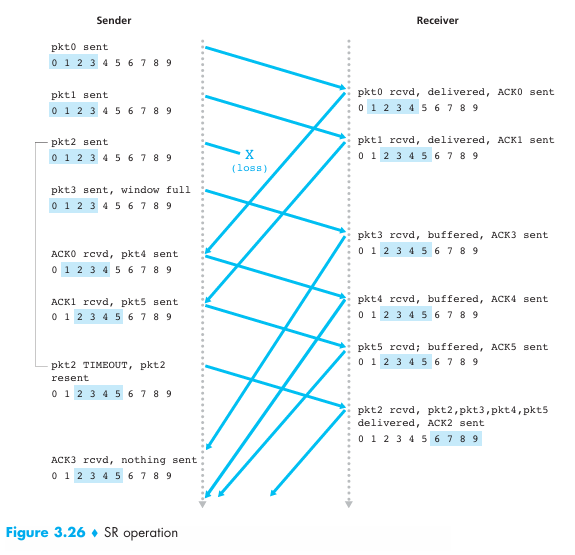 Sender
Receiver
pkt0 sent
0 1 2 3 4 5 6 7 8 9
pkt0 rcvd, delivered, ACK0 sent
0 1 2 3 4 5 6 7 8 9
pkt1 sent
0 1 2 3 4 5 6 7 8 9
pkt1 rcvd, delivered, ACK1 sent
0 1 2 3 4 5 6 7 8 9
pkt2 sent
0 1 2 3 4 5 6 7 8 9
X
(loss)
pkt3 sent, window full
0 1 2 3 4 5 6 7 8 9
pkt3 rcvd, buffered, ACK3 sent
0 1 2 3 4 5 6 7 8 9
ACK0 rcvd, pkt4 sent
0 1 2 3 4 5 6 7 8 9
pkt4 rcvd, buffered, ACK4 sent
0 1 2 3 4 5 6 7 8 9
ACK1 rcvd, pkt5 sent
0 1 2 3 4 5 6 7 8 9
pkt5 rcvd; buffered, ACK5 sent
0 1 2 3 4 5 6 7 8 9
pkt2 TIMEOUT, pkt2
resent
0 1 2 3 4 5 6 7 8 9
pkt2 rcvd, pkt2,pkt3,pkt4,pkt5
delivered, ACK2 sent
0 1 2 3 4 5 6 7 8 9
ACK3 rcvd, nothing sent
0 1 2 3 4 5 6 7 8 9
Figure 3.26 ♦ SR operation